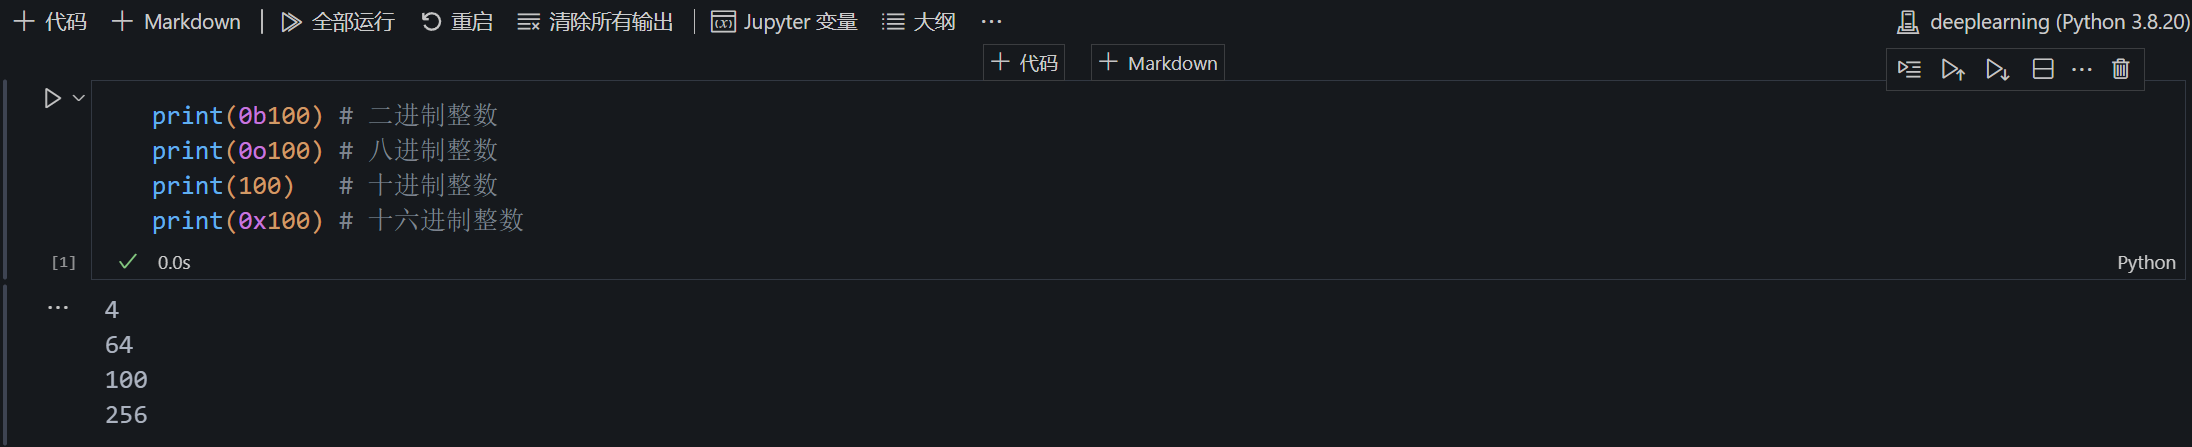 代码 Markdown 全部运行 重启 清除所有输出 Jupyter 变量 大纲 ... deeplearning (Python 3.8.20)
代码 Markdown
print(0b100) # 二进制整数
print(0o100) # 八进制整数
print(100)   # 十进制整数
print(0x100) # 十六进制整数
[1] 0.0s Python
4
64
100
256